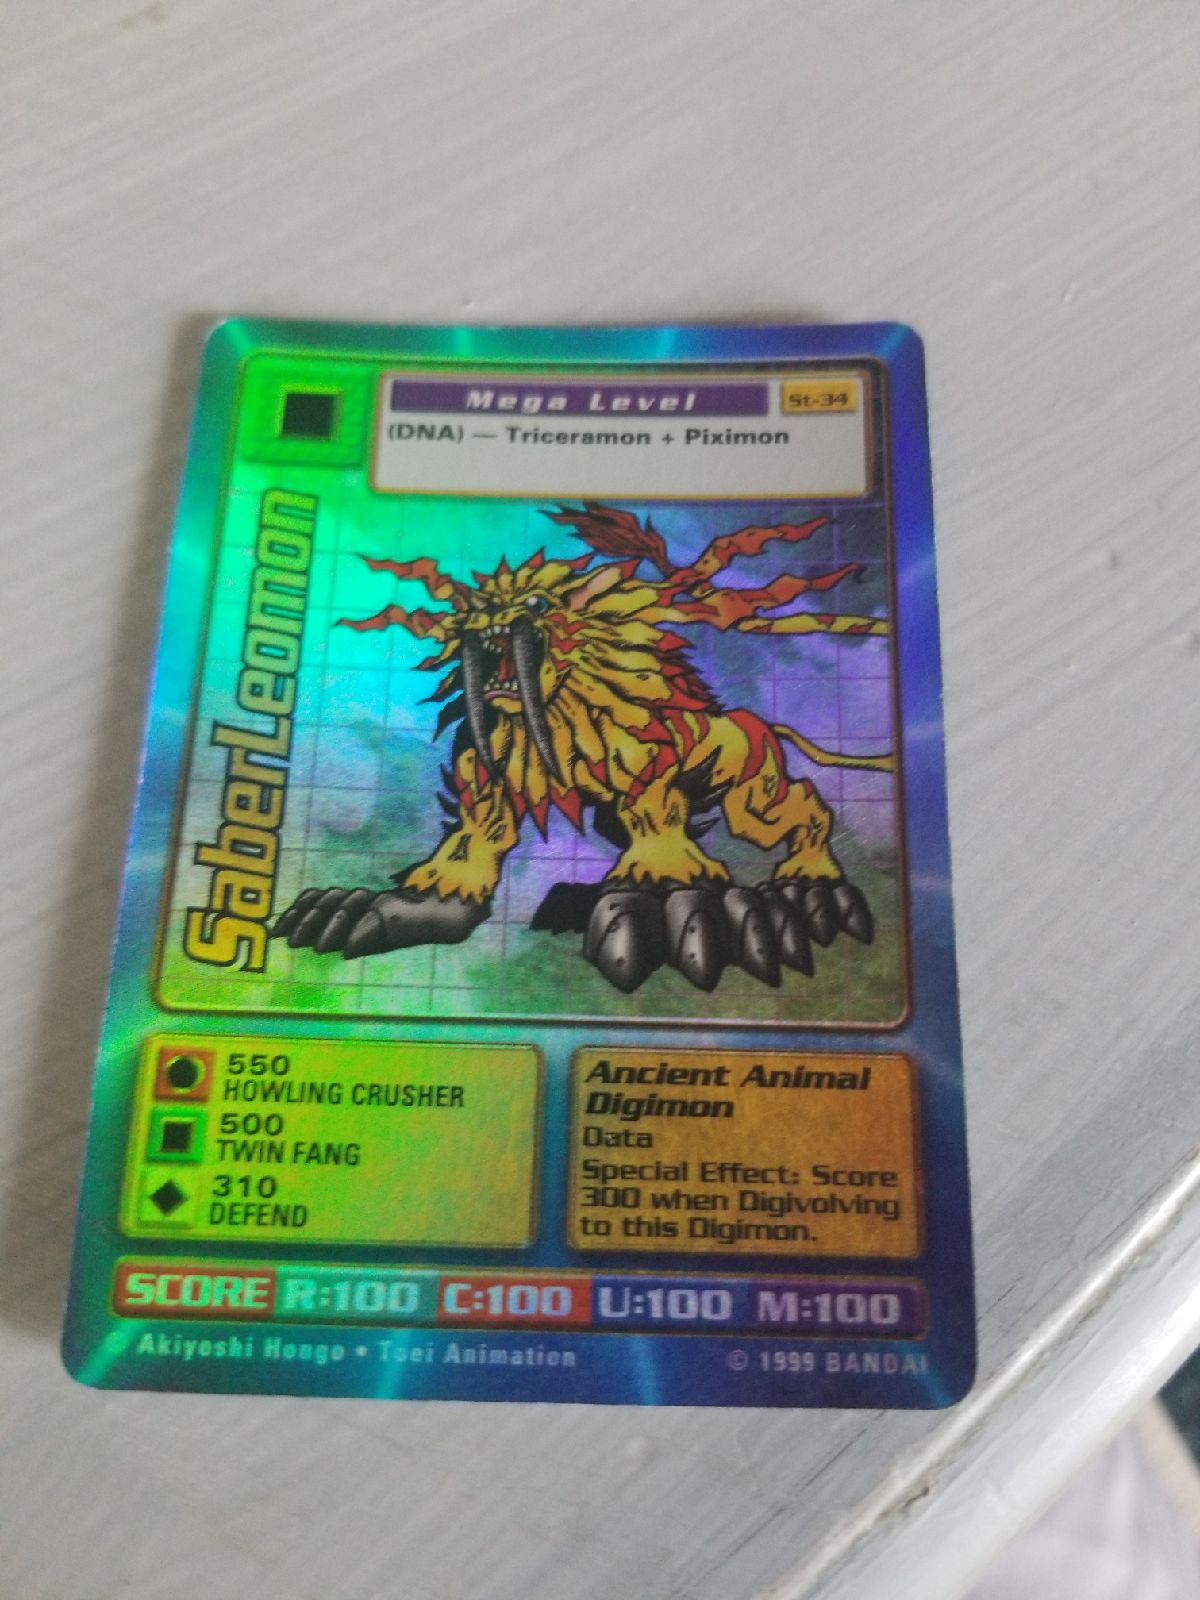 Mega Level
St-34
(DNA) — Triceramon + Piximon
SaberLeomon
550
HOWLING CRUSHER
500
TWIN FANG
310
DEFEND
Ancient Animal
Digimon
Data
Special Effect: Score
300 when Digivolving
to this Digimon.
SCORE R:100 C:100 U:100 M:100
© Akiyoshi Hongo • Toei Animation
© 1999 BANDAI